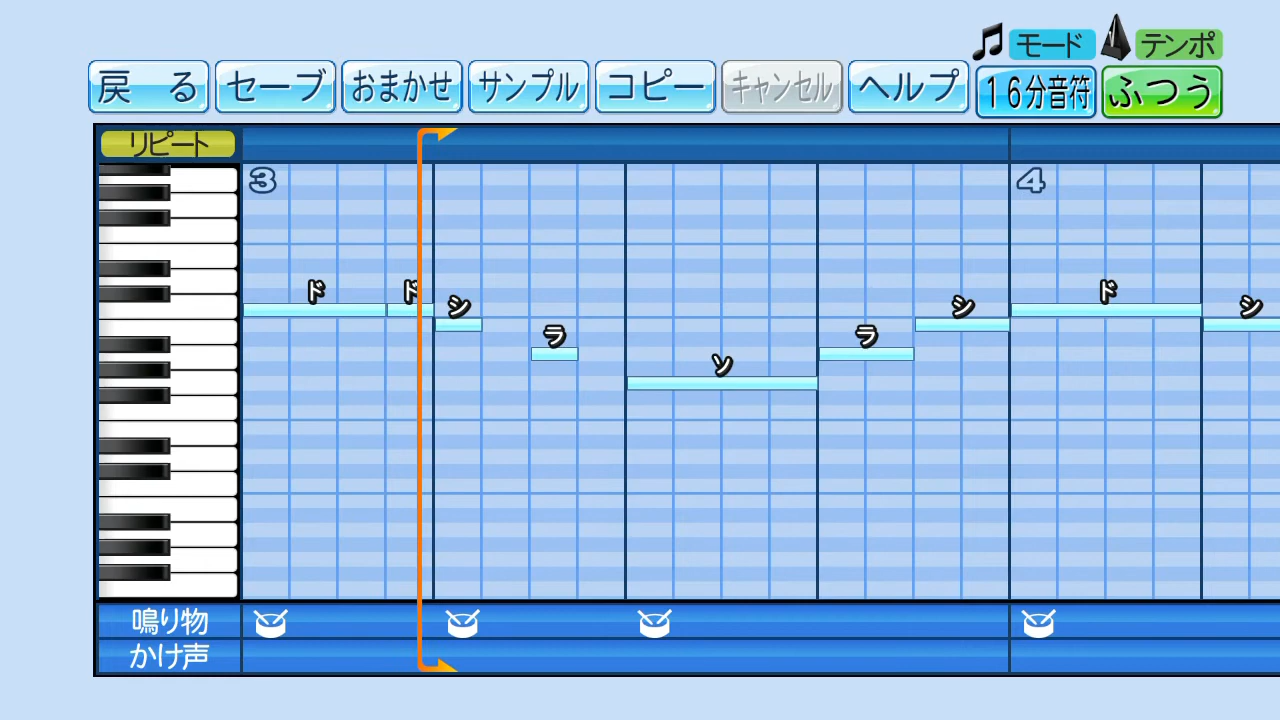 モード テンポ
戻る セーブ おまかせ サンプル コピー キャンセル ヘルプ 16分音符 ふつう
リピート
3 4
ド ド シ ラ ソ ラ シ ド シ
鳴り物
かけ声